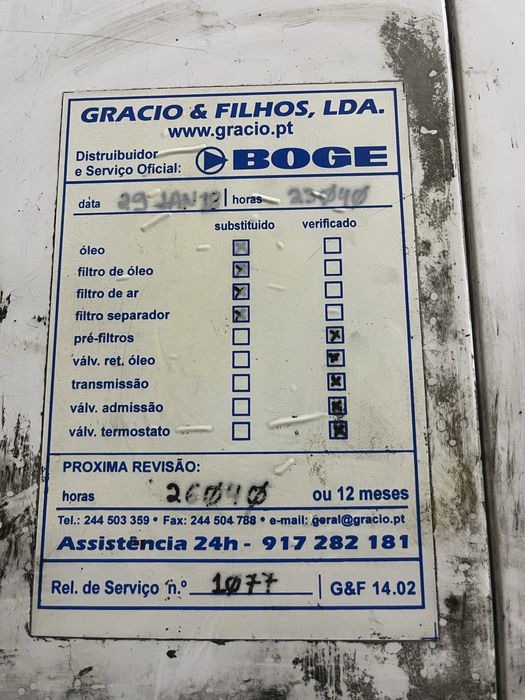 GRACIO & FILHOS, LDA.
www.gracio.pt
Distribuidor
e Serviço Oficial: BOGE
data 29 JAN 18 horas 23040
substituido verificado
óleo
filtro de óleo
filtro de ar
filtro separador
pré-filtros
válv. ret. óleo
transmissão
válv. admissão
válv. termostato
PROXIMA REVISÃO:
horas 26040 ou 12 meses
Tel.: 244 503 359 • Fax: 244 504 788 • e-mail: geral@gracio.pt
Assistência 24h - 917 282 181
Rel. de Serviço n.º 1077 G&F 14.02